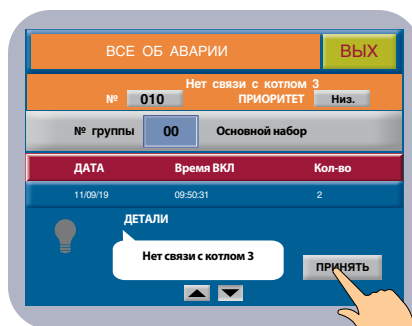 ВСЕ ОБ АВАРИИ ВЫХ
Нет связи с котлом 3
№ 010 ПРИОРИТЕТ Низ.
№ группы 00 Основной набор
ДАТА Время ВКЛ Кол-во
11/09/19 09:50:31 2
ДЕТАЛИ
Нет связи с котлом 3
ПРИНЯТЬ